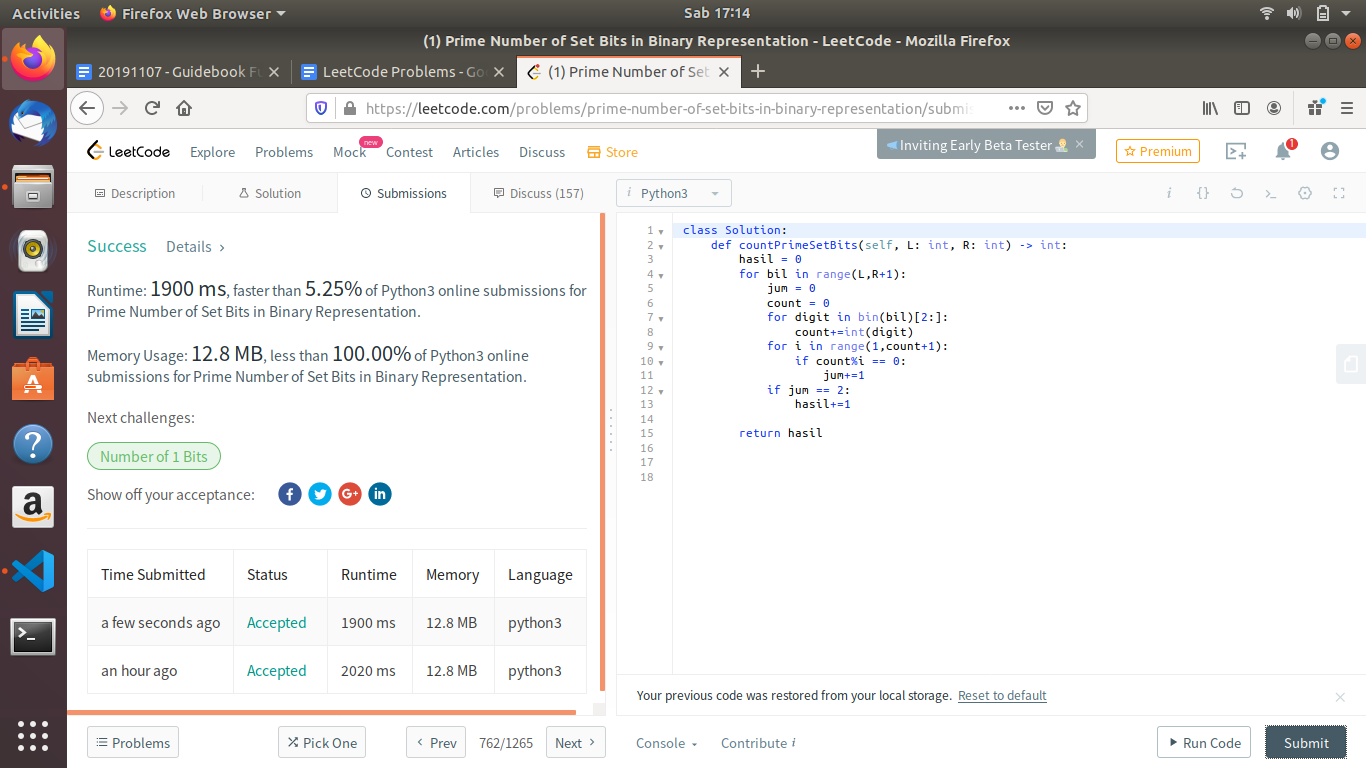 Activities
Firefox Web Browser
Sab 17:14
(1) Prime Number of Set Bits in Binary Representation - LeetCode - Mozilla Firefox
20191107 - Guidebook Fu
LeetCode Problems - Go
(1) Prime Number of Set
https://leetcode.com/problems/prime-number-of-set-bits-in-binary-representation/submis
LeetCode
Explore
Problems
Mock
new
Contest
Articles
Discuss
Store
Inviting Early Beta Tester
Premium
1
Description
Solution
Submissions
Discuss (157)
i Python3
Success
Details
Runtime: 1900 ms, faster than 5.25% of Python3 online submissions for
Prime Number of Set Bits in Binary Representation.
Memory Usage: 12.8 MB, less than 100.00% of Python3 online
submissions for Prime Number of Set Bits in Binary Representation.
Next challenges:
Number of 1 Bits
Show off your acceptance:
Time Submitted Status Runtime Memory Language
a few seconds ago Accepted 1900 ms 12.8 MB python3
an hour ago Accepted 2020 ms 12.8 MB python3
1 class Solution:
2 def countPrimeSetBits(self, L: int, R: int) -> int:
3 hasil = 0
4 for bil in range(L,R+1):
5 jum = 0
6 count = 0
7 for digit in bin(bil)[2:]:
8 count+=int(digit)
9 for i in range(1,count+1):
10 if count%i == 0:
11 jum+=1
12 if jum == 2:
13 hasil+=1
14
15 return hasil
16
17
18
Your previous code was restored from your local storage. Reset to default
Problems
Pick One
Prev
762/1265
Next
Console
Contribute i
Run Code
Submit